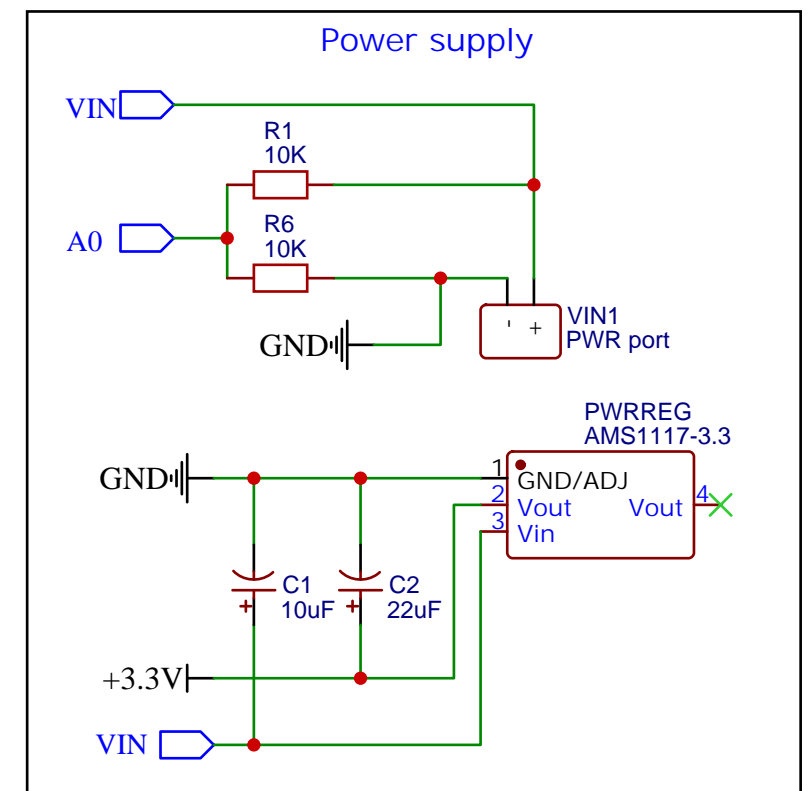 Power supply
VIN
R1
10K
A0
R6
10K
GND
- +
VIN1
PWR port
PWRREG
AMS1117-3.3
GND
1
GND/ADJ
2
Vout
Vout
4
3
Vin
C1
10uF
+
C2
22uF
+
+3.3V
VIN